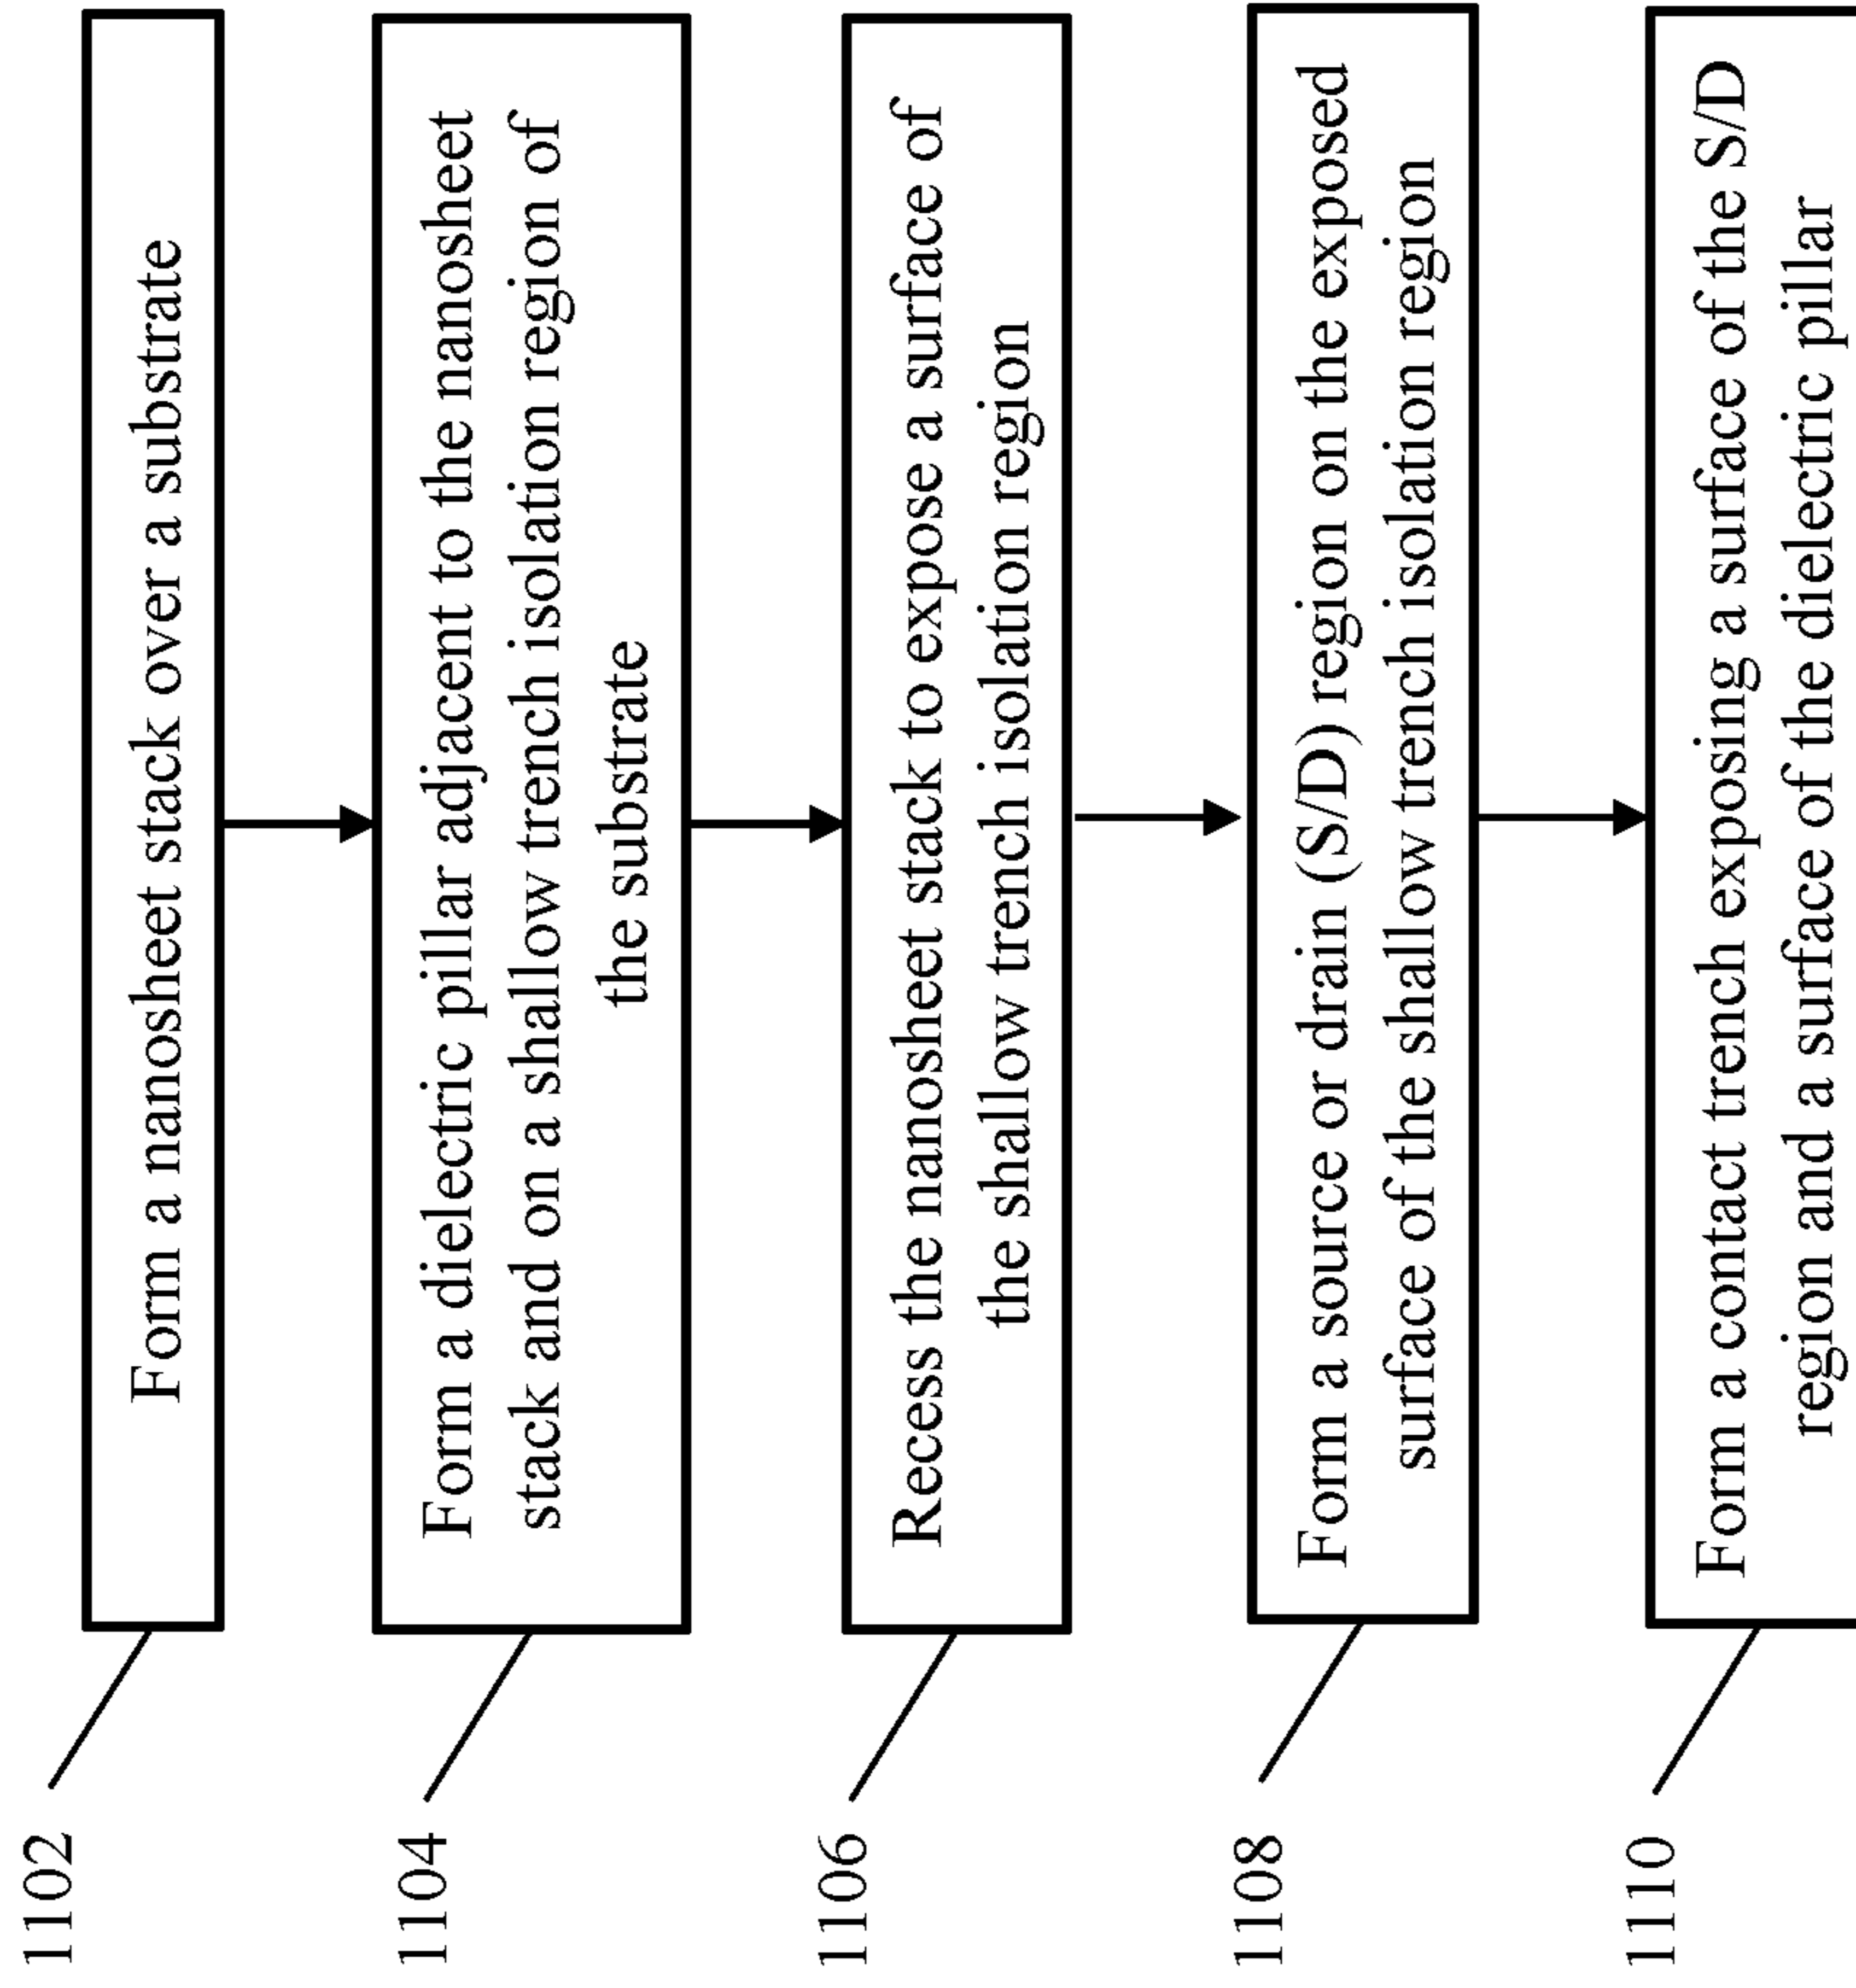 1102
Form a nanosheet stack over a substrate
1104
Form a dielectric pillar adjacent to the nanosheet
stack and on a shallow trench isolation region of
the substrate
1106
Recess the nanosheet stack to expose a surface of
the shallow trench isolation region
1108
Form a source or drain (S/D) region on the exposed
surface of the shallow trench isolation region
1110
Form a contact trench exposing a surface of the S/D
region and a surface of the dielectric pillar